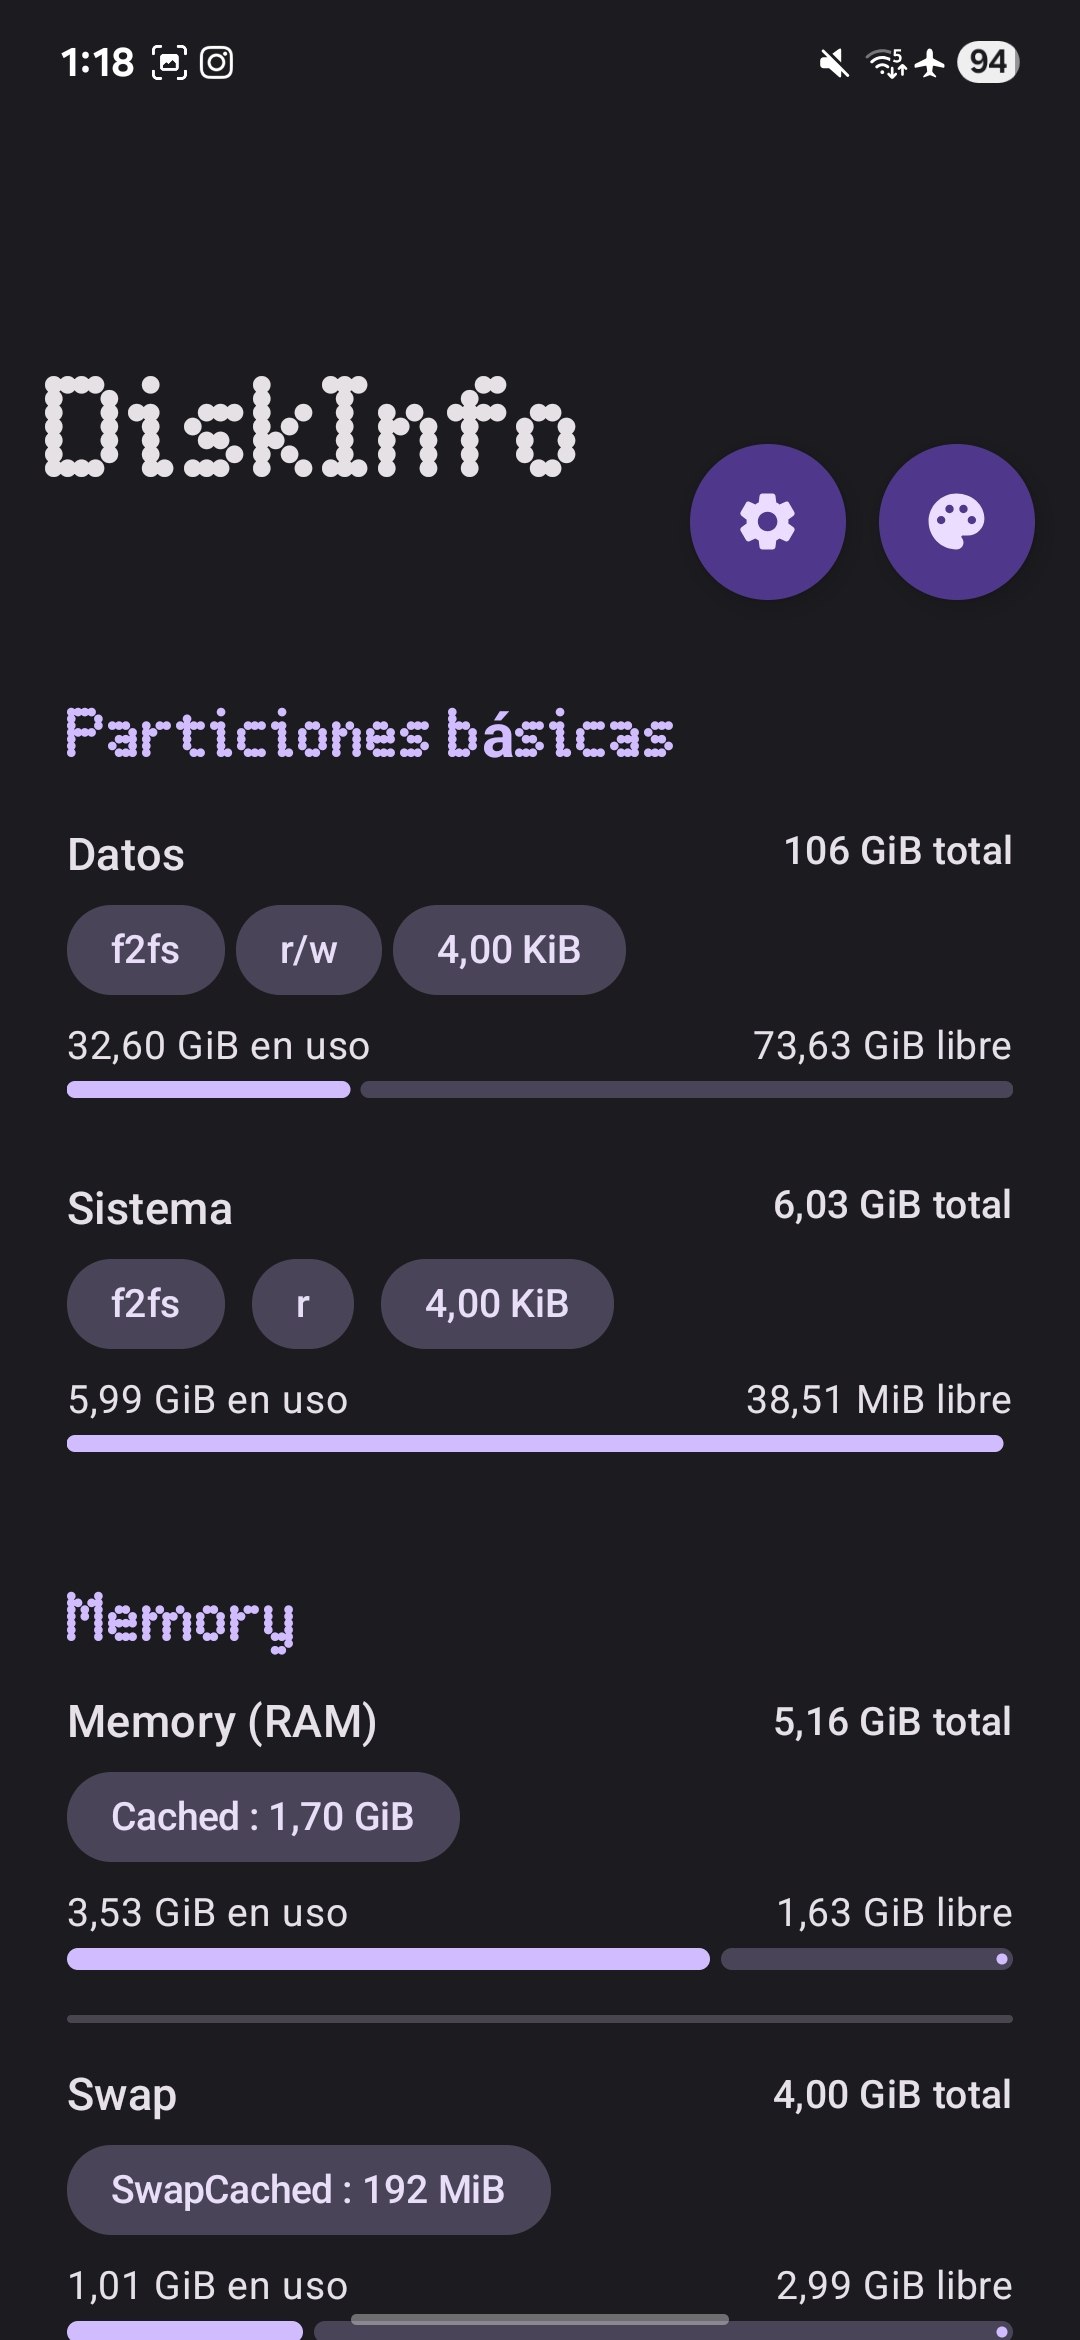 1:18 5 94
DiskInfo
Particiones básicas
Datos 106 GiB total
f2fs r/w 4,00 KiB
32,60 GiB en uso 73,63 GiB libre
Sistema 6,03 GiB total
f2fs r 4,00 KiB
5,99 GiB en uso 38,51 MiB libre
Memory
Memory (RAM) 5,16 GiB total
Cached : 1,70 GiB
3,53 GiB en uso 1,63 GiB libre
Swap 4,00 GiB total
SwapCached : 192 MiB
1,01 GiB en uso 2,99 GiB libre